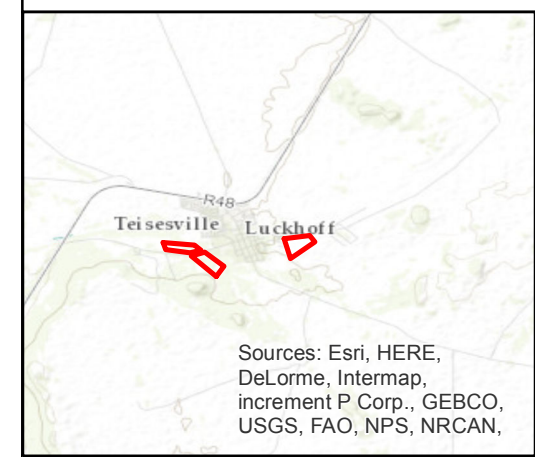 R48
Teisesville
Luckhoff
Sources: Esri, HERE,
DeLorme, Intermap,
increment P Corp., GEBCO,
USGS, FAO, NPS, NRCAN,